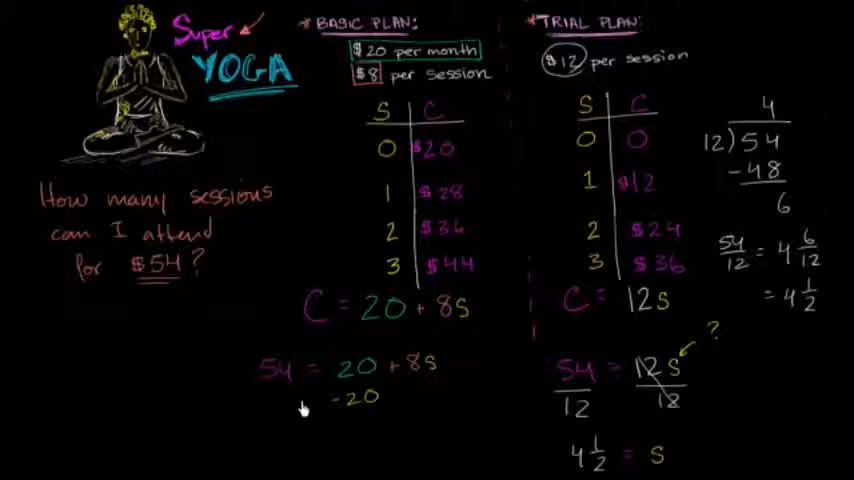 Super
YOGA
How many sessions
can I attend
for $54?
* BASIC PLAN:
$20 per month
$8 per session
S C
0 $20
1 $28
2 $36
3 $44
C = 20 + 8S
54 = 20 + 8S
-20
* TRIAL PLAN:
$12 per session
S C
0 0
1 $12
2 $24
3 $36
C = 12S
?
54 = 12S
12 12
4 1/2 = S
4
12)54
-48
6
54/12 = 4 6/12
= 4 1/2